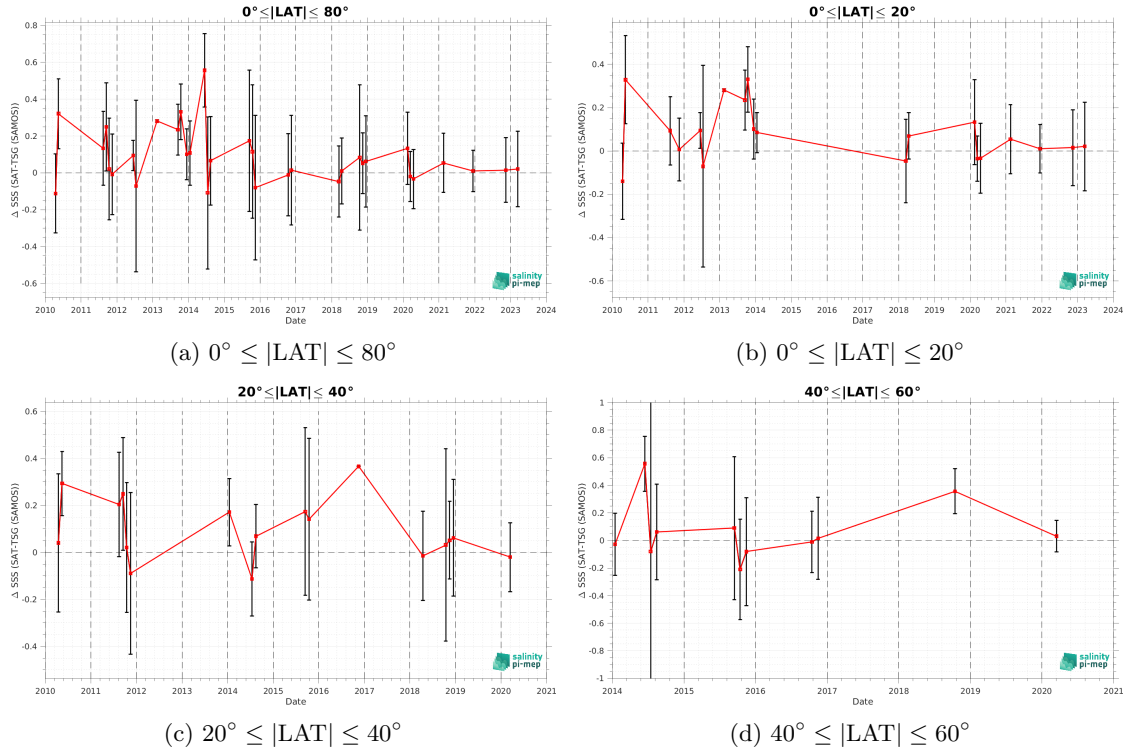 0°≤|LAT|≤ 80°
Δ SSS (SAT-TSG (SAMOS))
0.8
0.6
0.4
0.2
0
-0.2
-0.4
-0.6
2010 2011 2012 2013 2014 2015 2016 2017 2018 2019 2020 2021 2022 2023 2024
Date
salinity
pi-mep
(a) 0° ≤ |LAT| ≤ 80°
0°≤|LAT|≤ 20°
Δ SSS (SAT-TSG (SAMOS))
0.4
0.2
0
-0.2
-0.4
-0.6
2010 2011 2012 2013 2014 2015 2016 2017 2018 2019 2020 2021 2022 2023 2024
Date
salinity
pi-mep
(b) 0° ≤ |LAT| ≤ 20°
20°≤|LAT|≤ 40°
Δ SSS (SAT-TSG (SAMOS))
0.6
0.4
0.2
0
-0.2
-0.4
2010 2011 2012 2013 2014 2015 2016 2017 2018 2019 2020 2021
Date
salinity
pi-mep
(c) 20° ≤ |LAT| ≤ 40°
40°≤|LAT|≤ 60°
Δ SSS (SAT-TSG (SAMOS))
1
0.8
0.6
0.4
0.2
0
-0.2
-0.4
-0.6
-0.8
-1
2014 2015 2016 2017 2018 2019 2020 2021
Date
salinity
pi-mep
(d) 40° ≤ |LAT| ≤ 60°